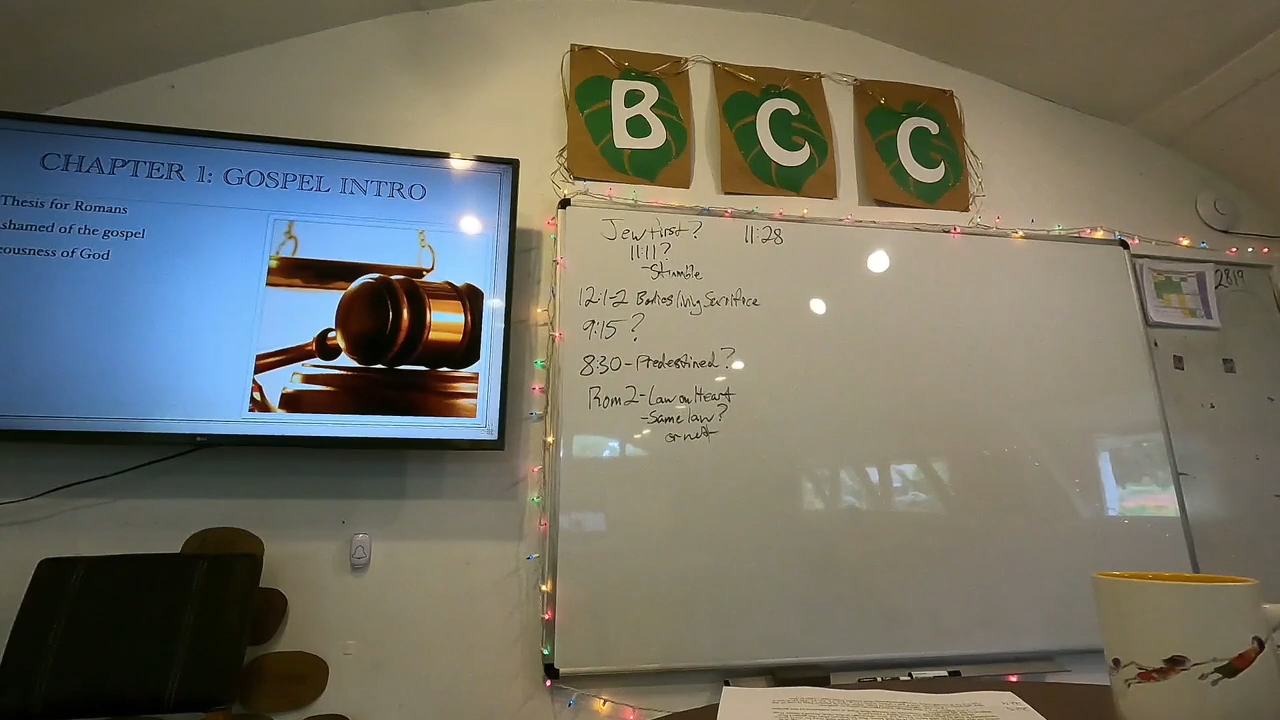 B C C
CHAPTER 1: GOSPEL INTRO
Thesis for Romans
shamed of the gospel
eousness of God
Jew first? 11:28
11:11?
-Stumble
12:1-2 Bodies living Sacrifice
9:15?
8:30-Predestined?
Rom 2-Law on Heart
-Same law?
or not
2819